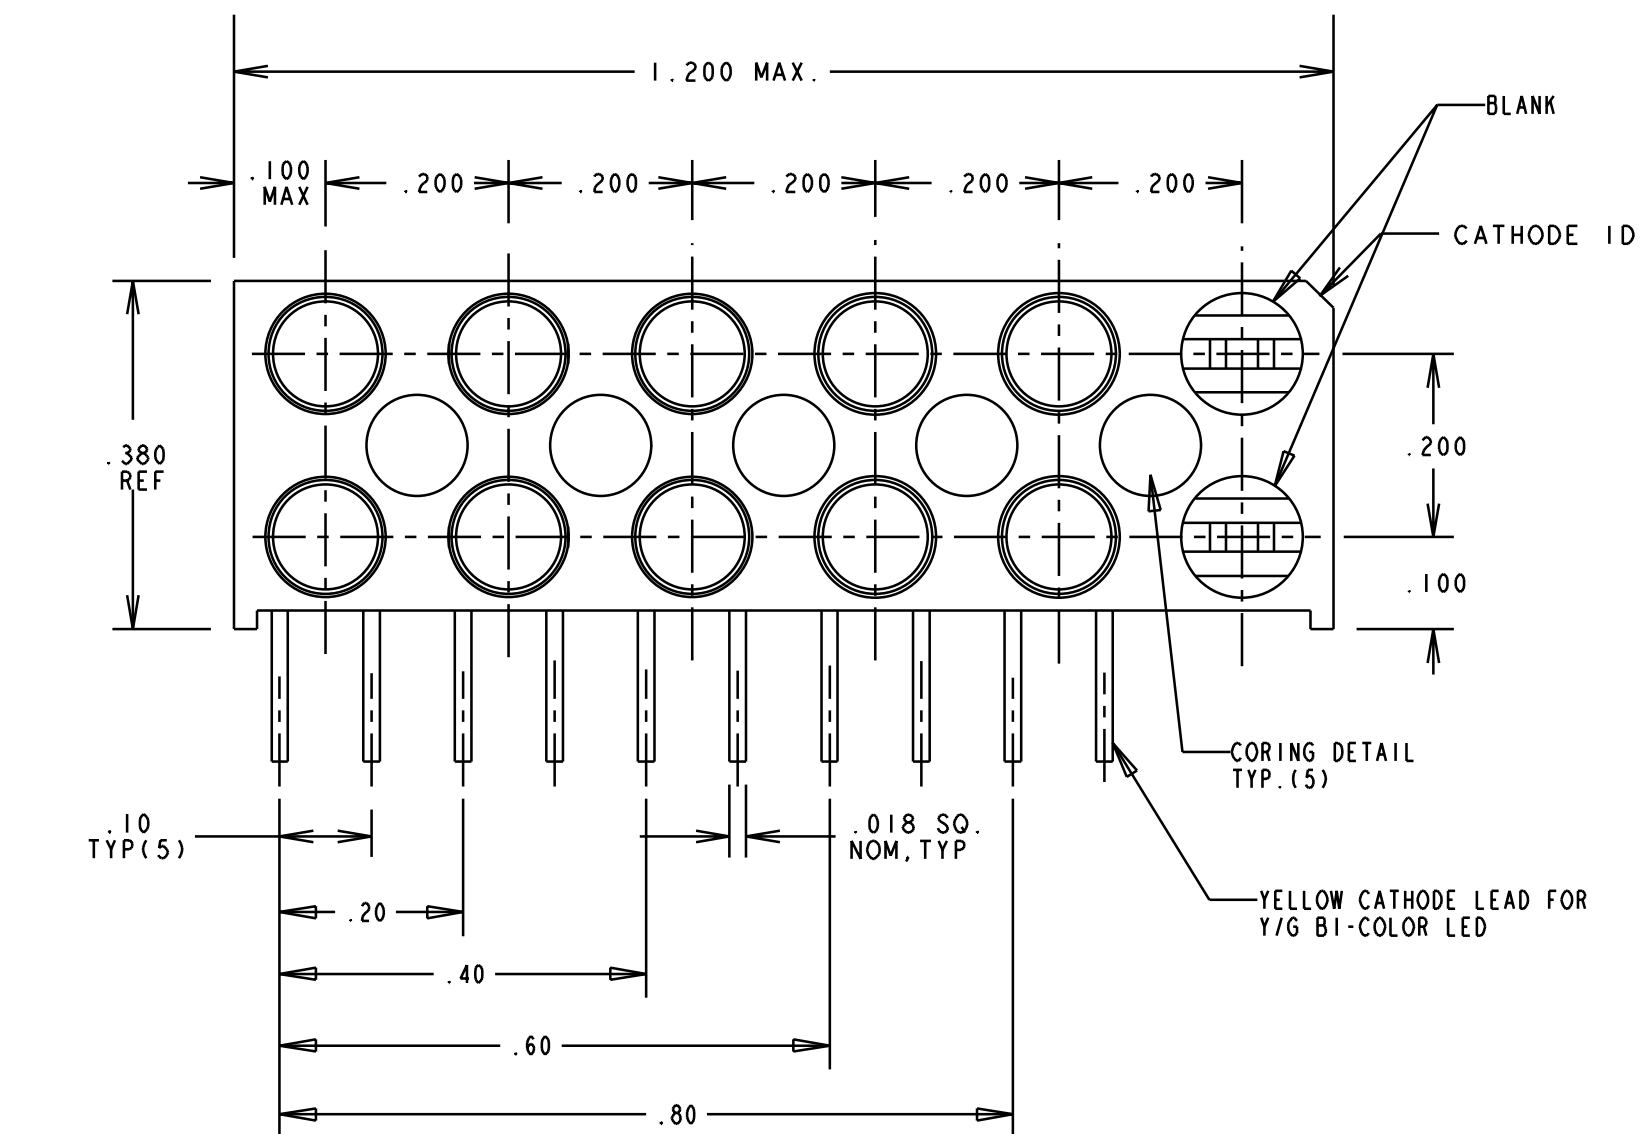 1.200 MAX.
BLANK
.100
MAX
.200
.200
.200
.200
.200
CATHODE ID
.380
REF
.200
.100
CORING DETAIL
TYP.(5)
.10
TYP(5)
.018 SQ.
NOM,TYP
YELLOW CATHODE LEAD FOR
Y/G BI-COLOR LED
.20
.40
.60
.80